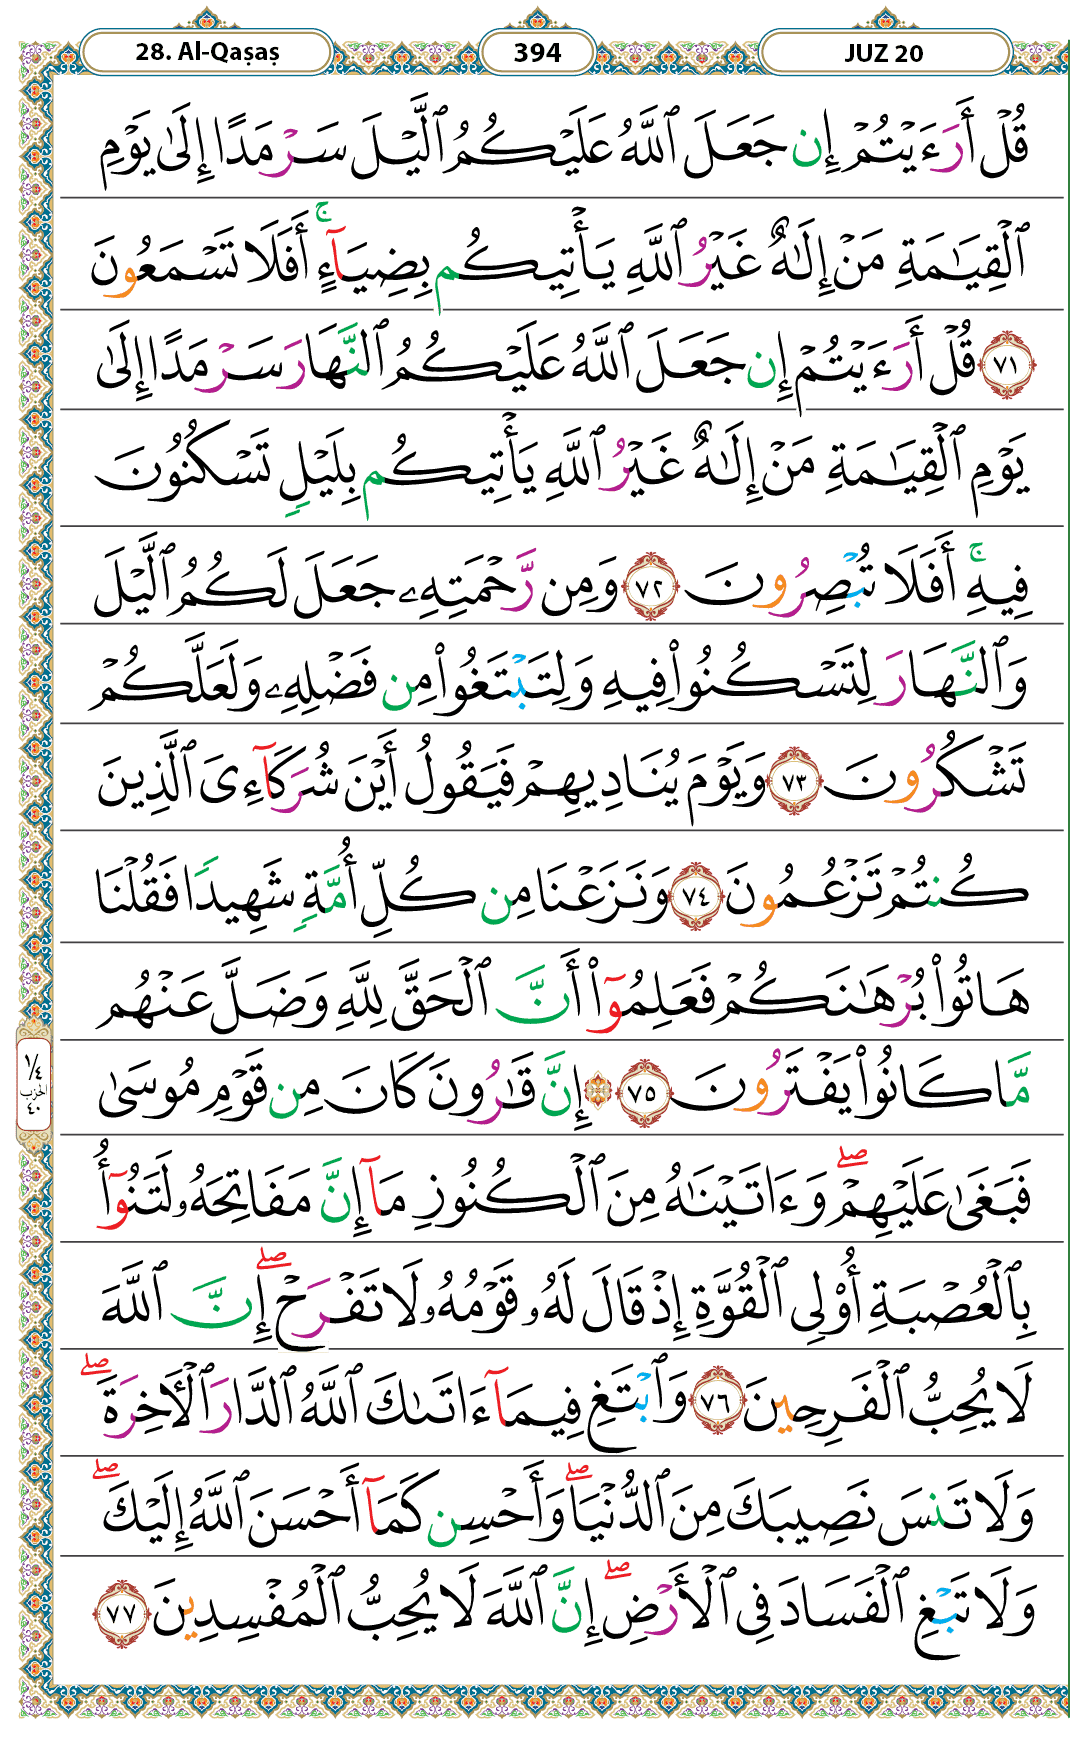 28. Al-Qaṣaṣ
394
JUZ 20
قُلْ أَرَءَيْتُمْ إِن جَعَلَ ٱللَّهُ عَلَيْكُمُ ٱلَّيْلَ سَرْمَدًا إِلَىٰ يَوْمِ
ٱلْقِيَـٰمَةِ مَنْ إِلَـٰهٌ غَيْرُ ٱللَّهِ يَأْتِيكُم بِضِيَآءٍ ۚ أَفَلَا تَسْمَعُونَ
٧١ قُلْ أَرَءَيْتُمْ إِن جَعَلَ ٱللَّهُ عَلَيْكُمُ ٱلنَّهَارَ سَرْمَدًا إِلَىٰ
يَوْمِ ٱلْقِيَـٰمَةِ مَنْ إِلَـٰهٌ غَيْرُ ٱللَّهِ يَأْتِيكُم بِلَيْلٍ تَسْكُنُونَ
فِيهِ ۚ أَفَلَا تُبْصِرُونَ ٧٢ وَمِن رَّحْمَتِهِۦ جَعَلَ لَكُمُ ٱلَّيْلَ
وَٱلنَّهَارَ لِتَسْكُنُوا۟ فِيهِ وَلِتَبْتَغُوا۟ مِن فَضْلِهِۦ وَلَعَلَّكُمْ
تَشْكُرُونَ ٧٣ وَيَوْمَ يُنَادِيهِمْ فَيَقُولُ أَيْنَ شُرَكَآءِىَ ٱلَّذِينَ
كُنتُمْ تَزْعُمُونَ ٧٤ وَنَزَعْنَا مِن كُلِّ أُمَّةٍ شَهِيدًا فَقُلْنَا
هَاتُوا۟ بُرْهَـٰنَكُمْ فَعَلِمُوٓا۟ أَنَّ ٱلْحَقَّ لِلَّهِ وَضَلَّ عَنْهُم
مَّا كَانُوا۟ يَفْتَرُونَ ٧٥ ۞ إِنَّ قَـٰرُونَ كَانَ مِن قَوْمِ مُوسَىٰ
فَبَغَىٰ عَلَيْهِمْ ۖ وَءَاتَيْنَـٰهُ مِنَ ٱلْكُنُوزِ مَآ إِنَّ مَفَاتِحَهُۥ لَتَنُوٓأُ
بِٱلْعُصْبَةِ أُو۟لِى ٱلْقُوَّةِ إِذْ قَالَ لَهُۥ قَوْمُهُۥ لَا تَفْرَحْ ۖ إِنَّ ٱللَّهَ
لَا يُحِبُّ ٱلْفَرِحِينَ ٧٦ وَٱبْتَغِ فِيمَآ ءَاتَىٰكَ ٱللَّهُ ٱلدَّارَ ٱلْـَٔاخِرَةَ ۖ
وَلَا تَنسَ نَصِيبَكَ مِنَ ٱلدُّنْيَا ۖ وَأَحْسِن كَمَآ أَحْسَنَ ٱللَّهُ إِلَيْكَ ۖ
وَلَا تَبْغِ ٱلْفَسَادَ فِى ٱلْأَرْضِ ۖ إِنَّ ٱللَّهَ لَا يُحِبُّ ٱلْمُفْسِدِينَ ٧٧
١/٤
الحزب
٤٠